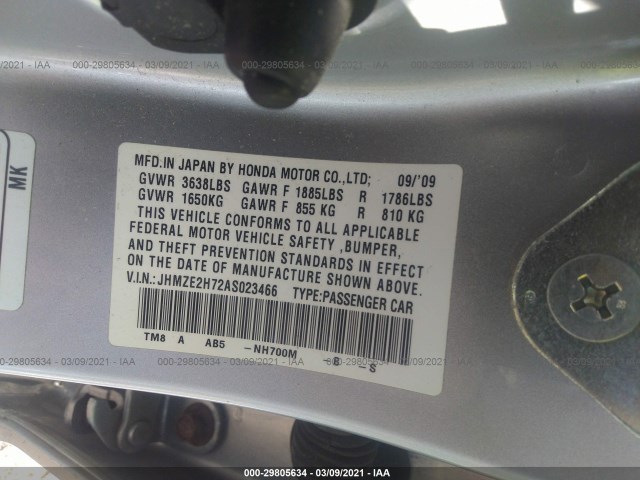 000-29805634 / 03/09/2021 - IAA
MK
MFD.IN JAPAN BY HONDA MOTOR CO.,LTD; 09/'09
GVWR 3638LBS GAWR F 1885LBS R 1786LBS
GVWR 1650KG GAWR F 855 KG R 810 KG
THIS VEHICLE CONFORMS TO ALL APPLICABLE
FEDERAL MOTOR VEHICLE SAFETY ,BUMPER,
AND THEFT PREVENTION STANDARDS IN EFFECT
ON THE DATE OF MANUFACTURE SHOWN ABOVE.
V.I.N.:JHMZE2H72AS023466 TYPE:PASSENGER CAR
TM8 A AB5 -NH700M -B -S
000-29805634 / 03/09/2021 - IAA
000-29805634 / 03/09/2021 - IAA